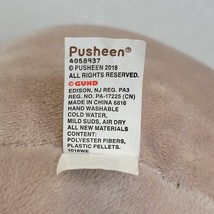 Pusheen®
4058937
© PUSHEEN 2018
ALL RIGHTS RESERVED.
GUND
EDISON, NJ REG. PA3
REG. NO. PA-17225 (CN)
MADE IN CHINA 6816
HAND WASHABLE
COLD WATER,
MILD SUDS, AIR DRY
ALL NEW MATERIALS
CONTENT:
POLYESTER FIBERS,
PLASTIC PELLETS.